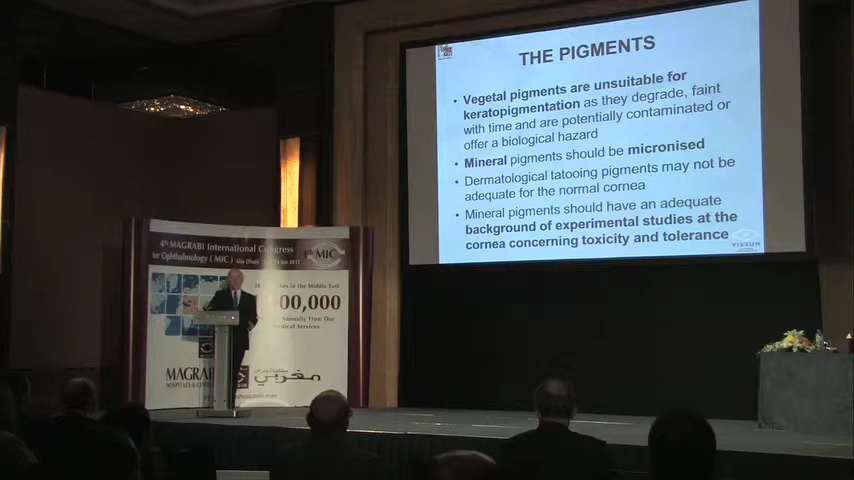 THE PIGMENTS
• Vegetal pigments are unsuitable for
keratopigmentation as they degrade, faint
with time and are potentially contaminated or
offer a biological hazard
• Mineral pigments should be micronised
• Dermatological tatooing pigments may not be
adequate for the normal cornea
• Mineral pigments should have an adequate
background of experimental studies at the
cornea concerning toxicity and tolerance
VISSUM
4th MAGRABI International Congress
for Ophthalmology (MIC) Abu Dhabi
MIC
in the Middle East
00,000
Annually Trust Our
Medical Services
MAGRABI
مغربي
HOSPITALS &